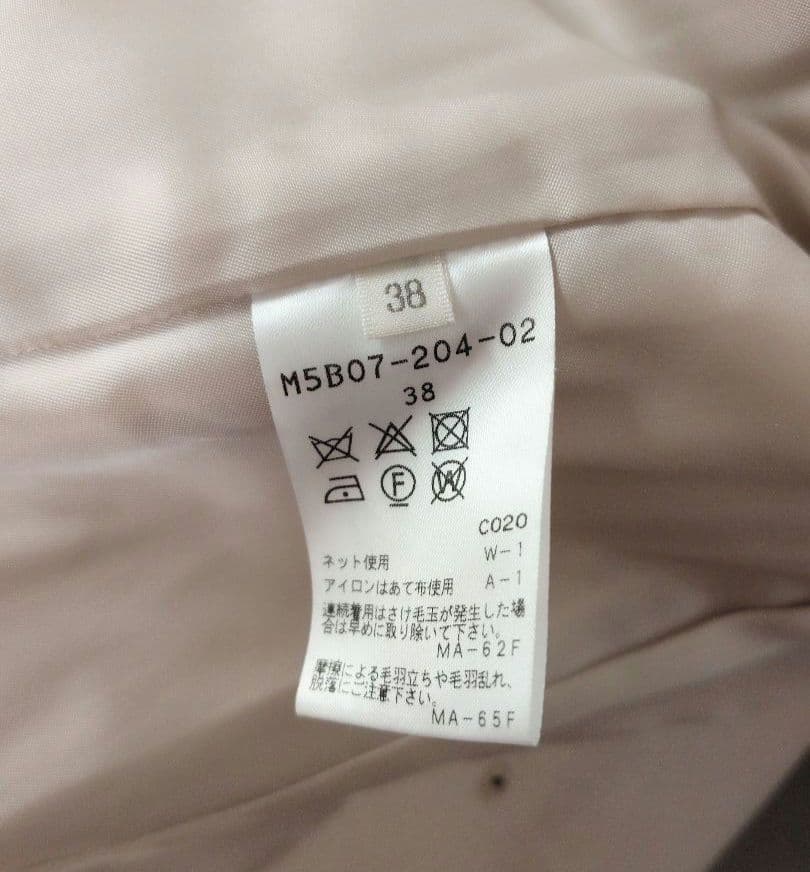 38
M5B07-204-02
38
F W
C020
ネット使用 W-1
アイロンはあて布使用 A-1
連続着用はさけ毛玉が発生した場
合は早めに取り除いて下さい。
MA-62F
摩擦による毛羽立ちや毛羽乱れ、
脱落にご注意下さい。
MA-65F